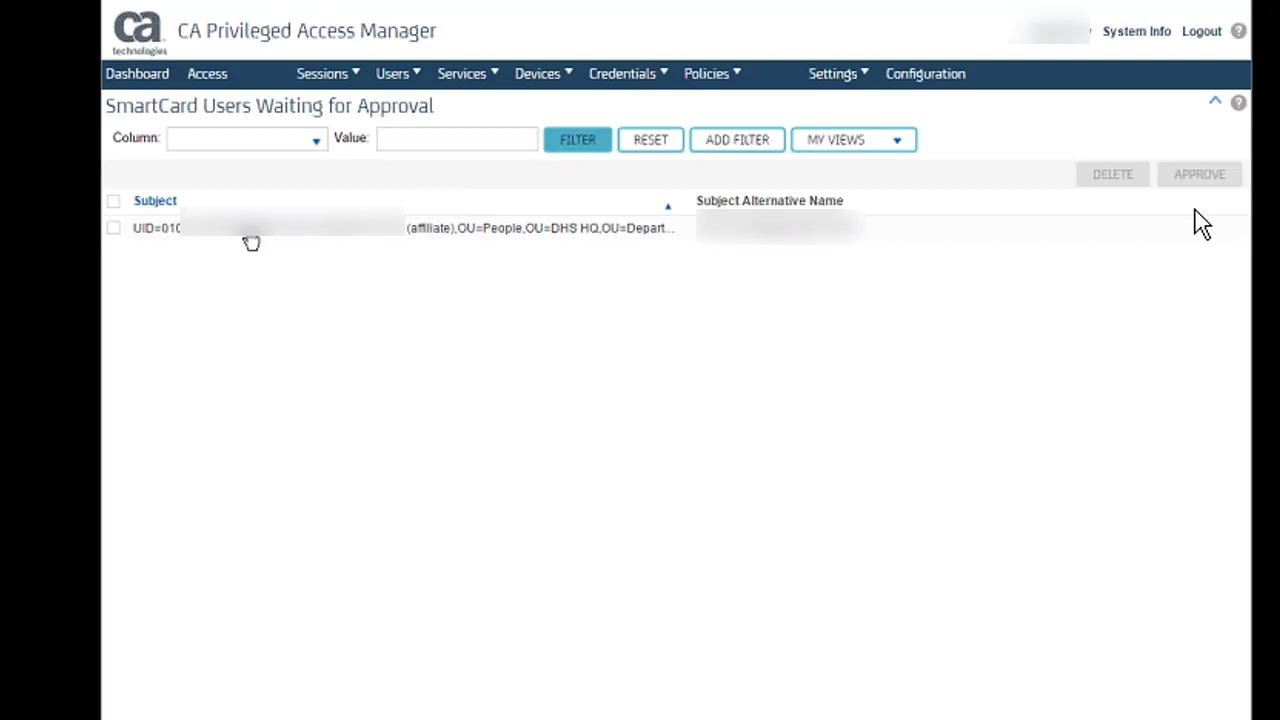 ca technologies CA Privileged Access Manager System Info Logout ?
Dashboard Access Sessions Users Services Devices Credentials Policies Settings Configuration
SmartCard Users Waiting for Approval ?
Column: Value: FILTER RESET ADD FILTER MY VIEWS
DELETE APPROVE
Subject Subject Alternative Name
UID=010 (affiliate),OU=People,OU=DHS HQ,OU=Depart...